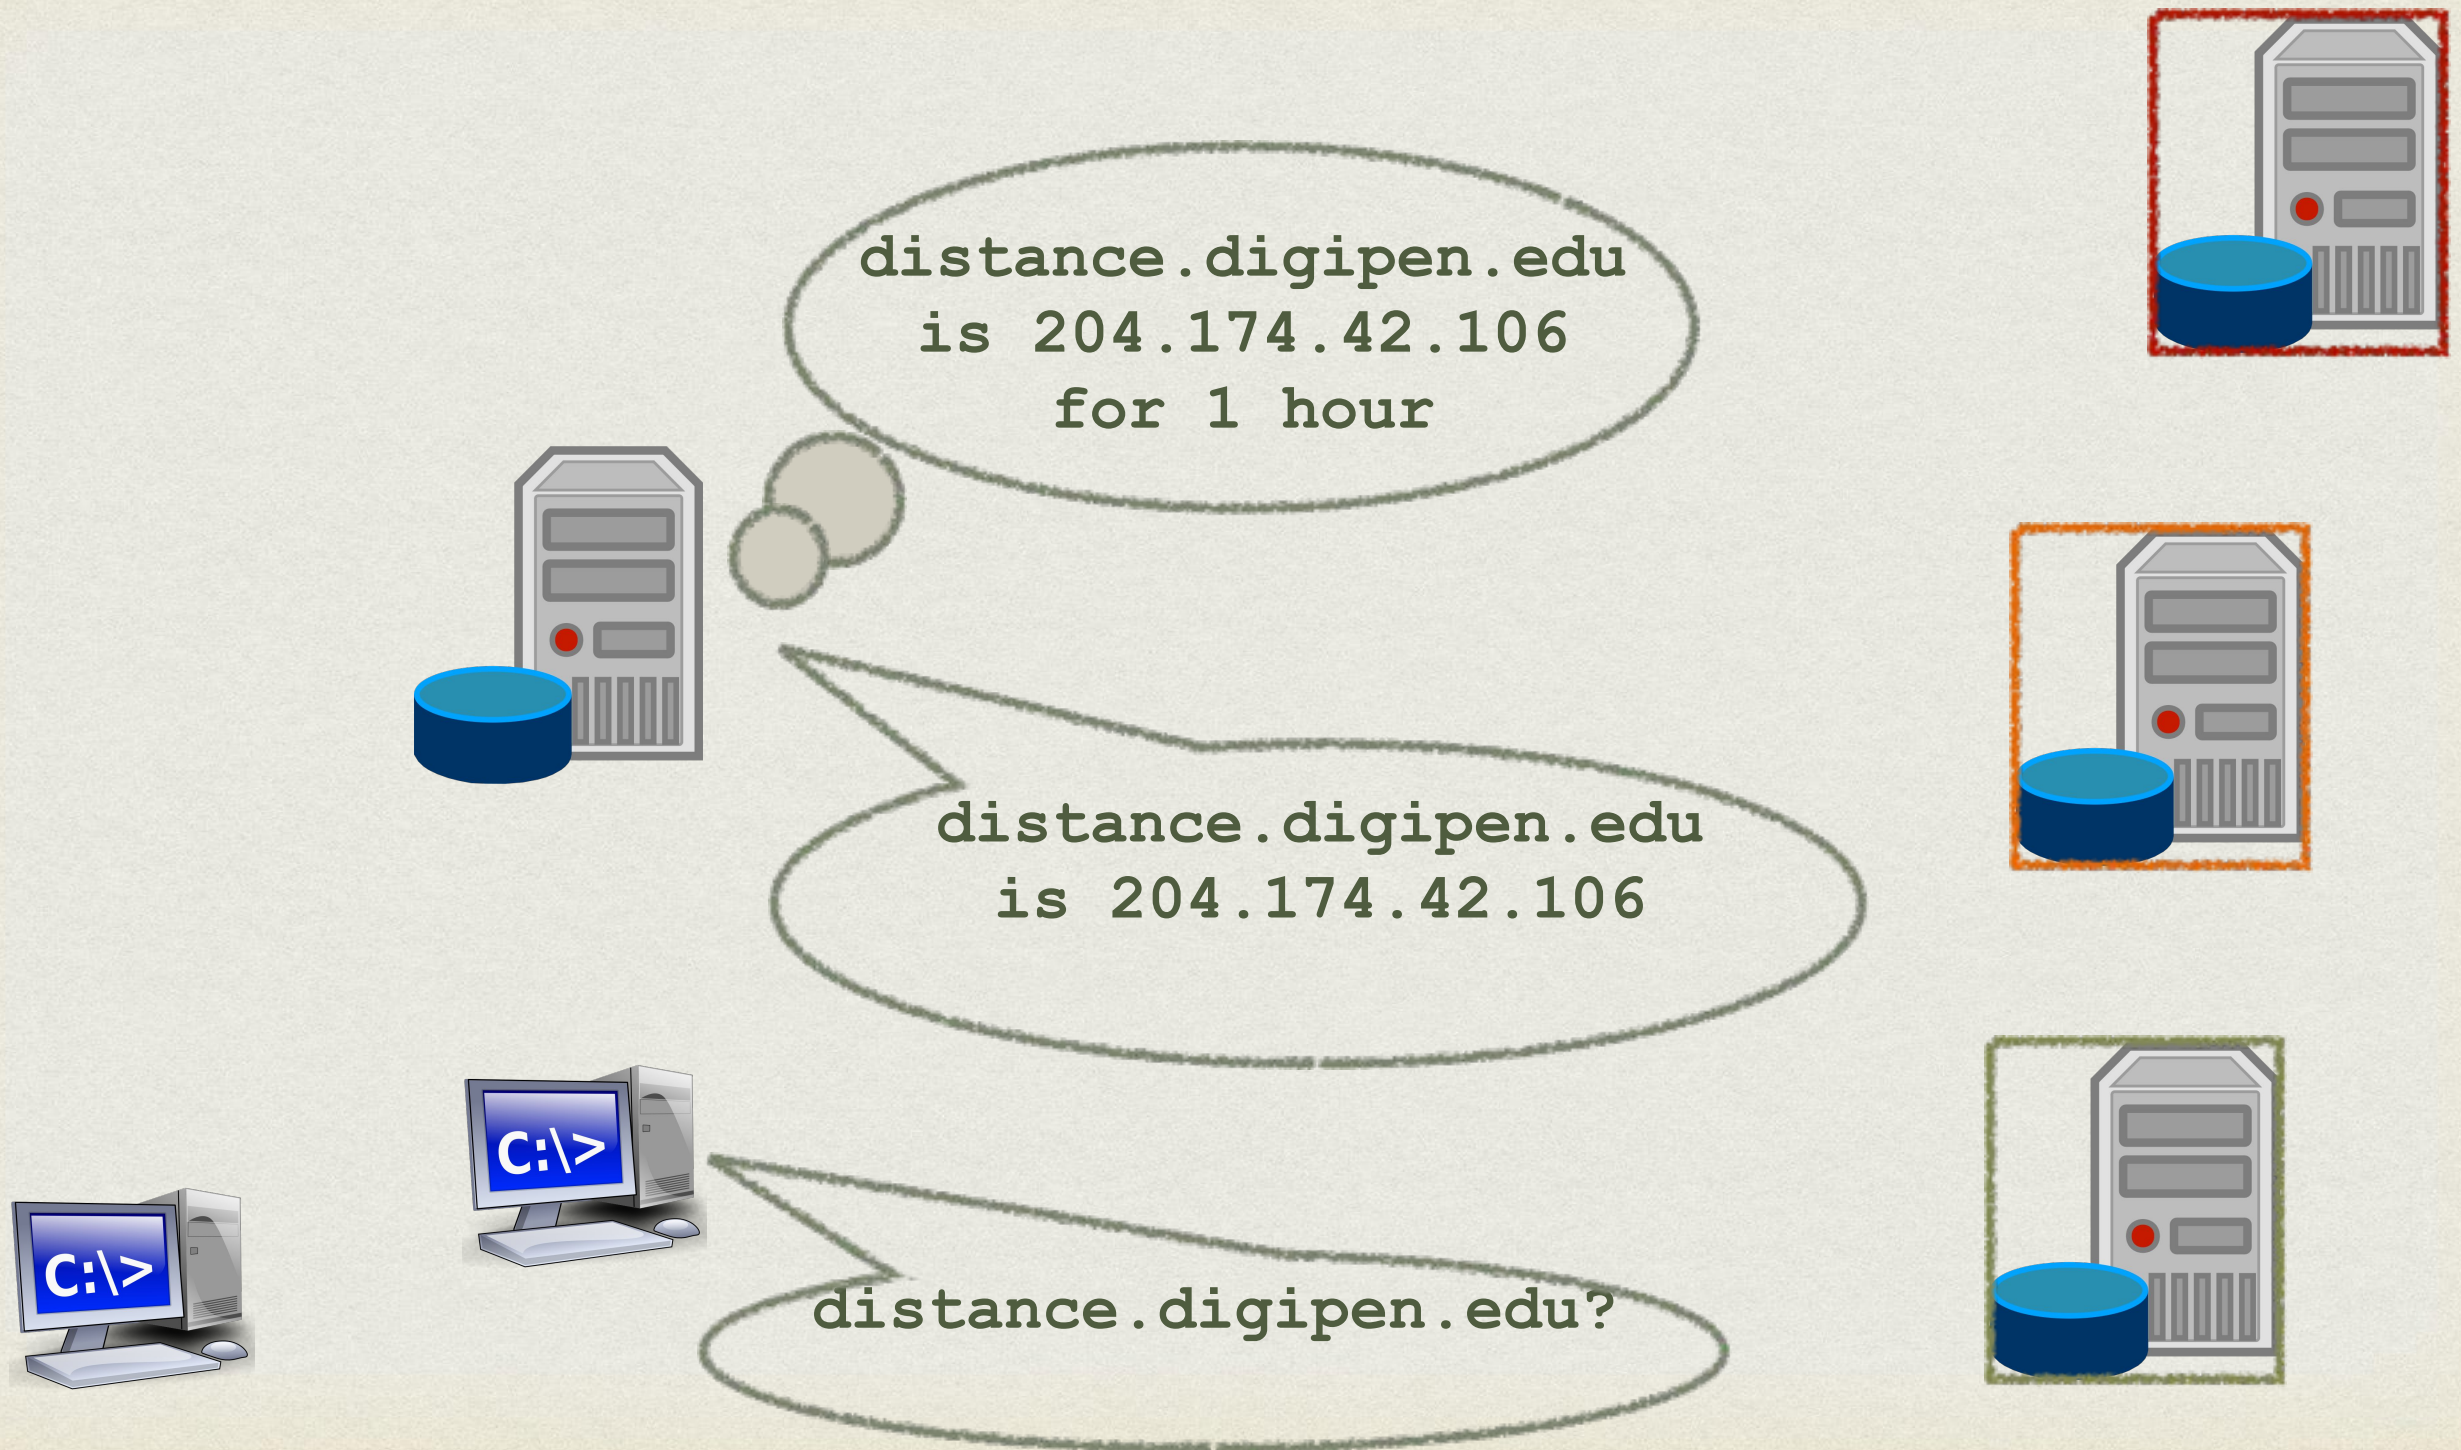 distance.digipen.edu
is 204.174.42.106
for 1 hour
distance.digipen.edu
is 204.174.42.106
C:\>
C:\>
distance.digipen.edu?